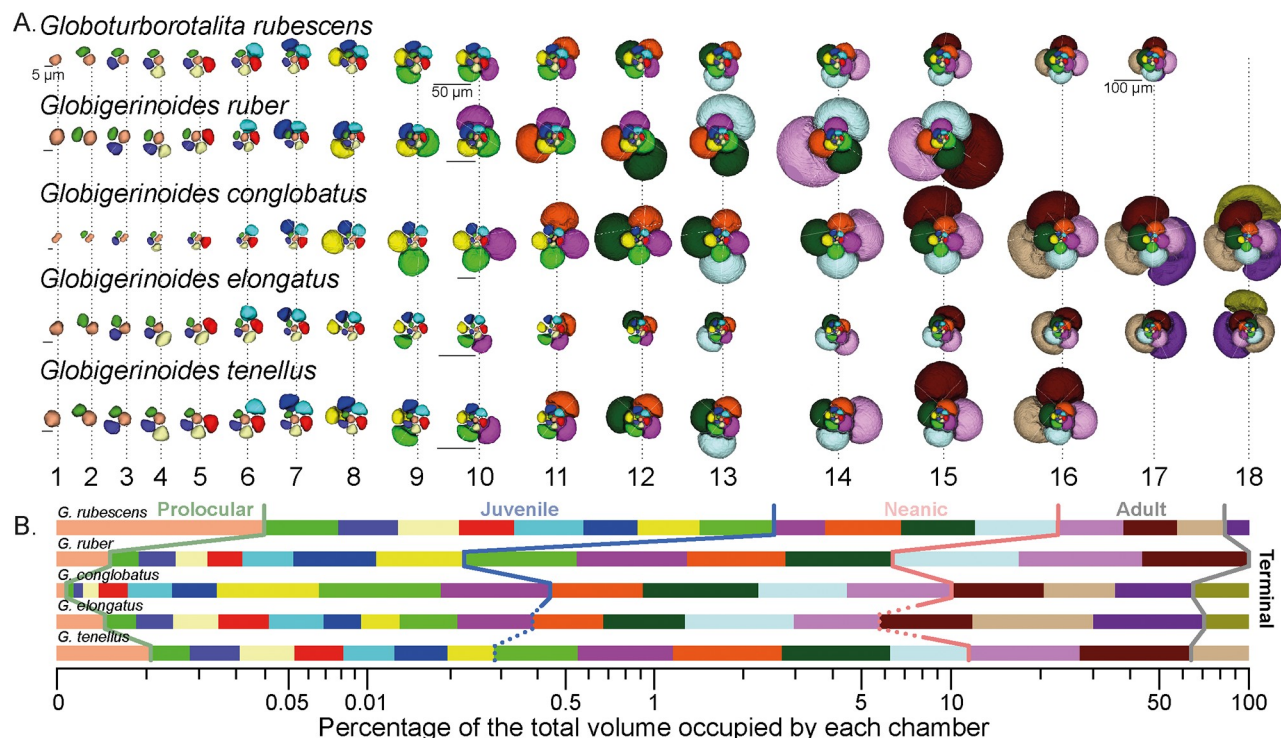 A.
Globoturborotalita rubescens
5 µm
50 µm
100 µm
Globigerinoides ruber
Globigerinoides conglobatus
Globigerinoides elongatus
Globigerinoides tenellus
1 2 3 4 5 6 7 8 9 10 11 12 13 14 15 16 17 18
B.
Prolocular Juvenile Neanic Adult
G. rubescens
G. ruber
G. conglobatus
G. elongatus
G. tenellus
Terminal
0 0.05 0.01 0.5 1 5 10 50 100
Percentage of the total volume occupied by each chamber